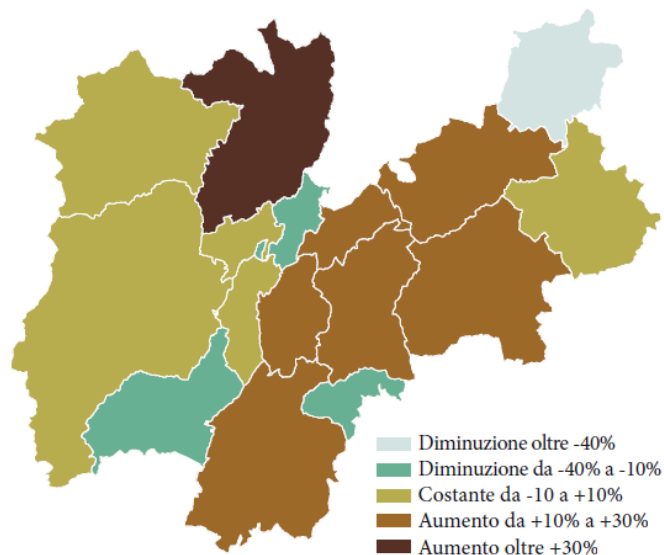 Diminuzione oltre -40%
Diminuzione da -40% a -10%
Costante da -10 a +10%
Aumento da +10% a +30%
Aumento oltre +30%